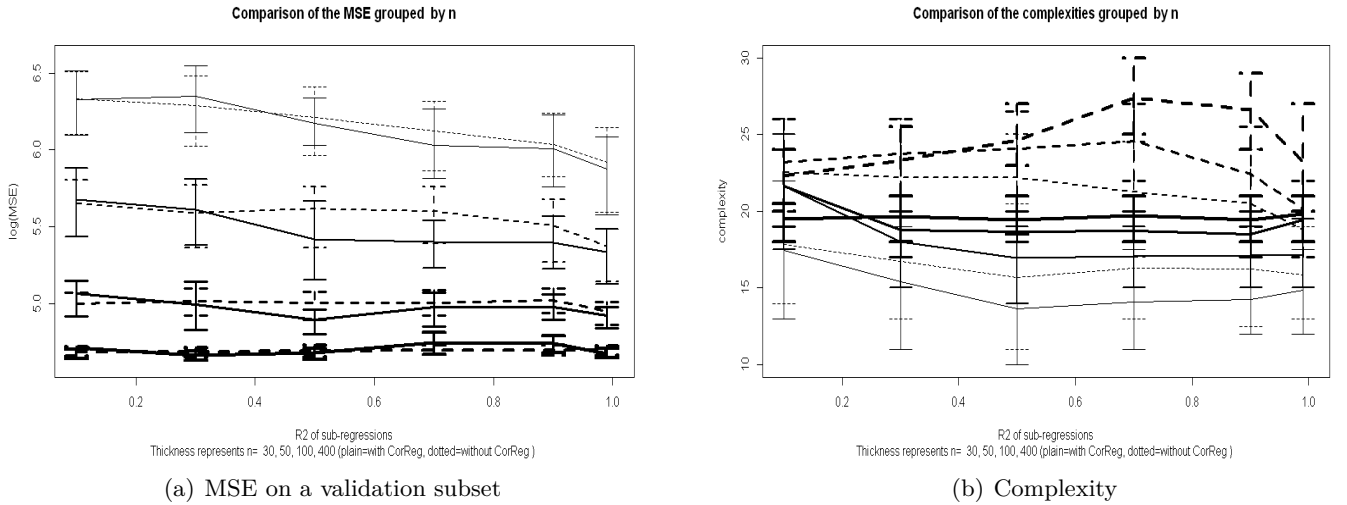 Comparison of the MSE grouped by n
log(MSE)
6.5
6.0
5.5
5.0
0.2
0.4
0.6
0.8
1.0
R2 of sub-regressions
Thickness represents n= 30, 50, 100, 400 (plain=with CorReg, dotted=without CorReg )
(a) MSE on a validation subset
Comparison of the complexities grouped by n
complexity
30
25
20
15
10
0.2
0.4
0.6
0.8
1.0
R2 of sub-regressions
Thickness represents n= 30, 50, 100, 400 (plain=with CorReg, dotted=without CorReg )
(b) Complexity